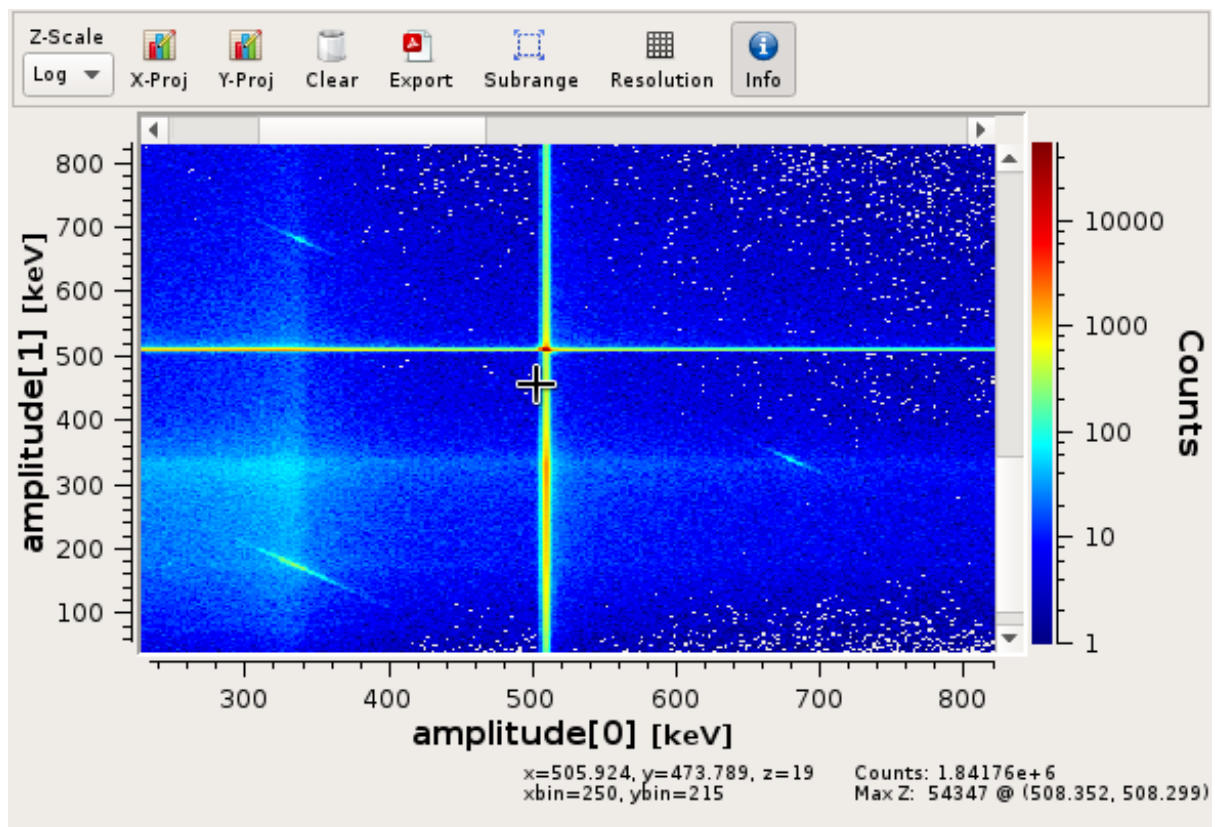 Z-Scale
Log
X-Proj Y-Proj Clear Export Subrange Resolution Info
amplitude[1] [keV]
800
700
600
500
400
300
200
100
300 400 500 600 700 800
amplitude[0] [keV]
10000
1000
100
10
1
Counts
x=505.924, y=473.789, z=19
xbin=250, ybin=215
Counts: 1.84176e+6
Max Z: 54347 @ (508.352, 508.299)